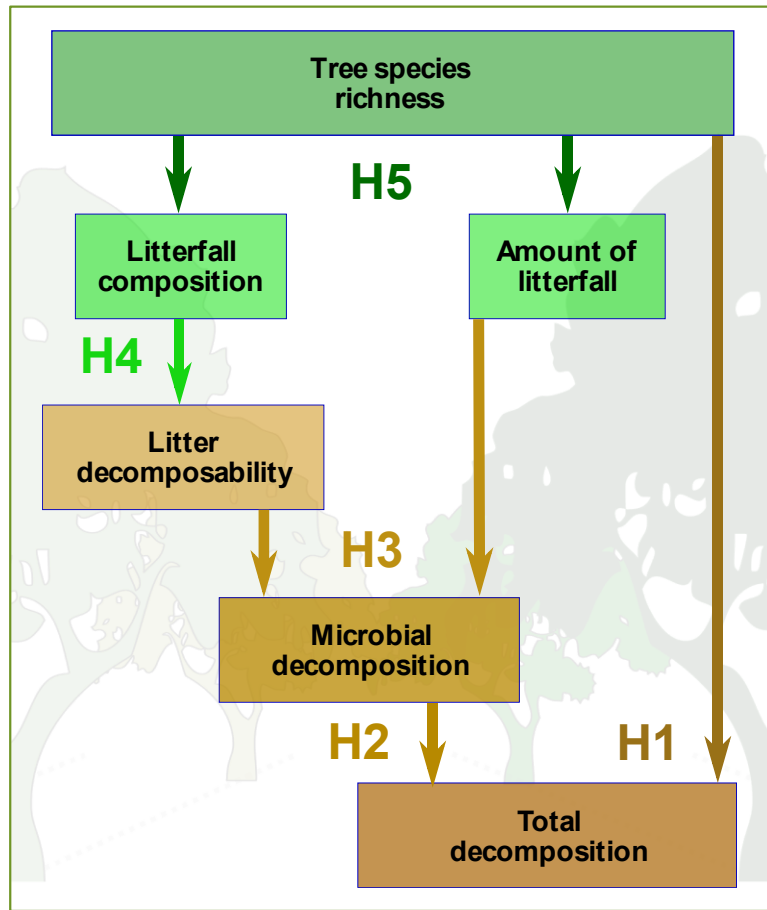 Tree species
richness
H5
Litterfall
composition
Amount of
litterfall
H4
Litter
decomposability
H3
Microbial
decomposition
H2
H1
Total
decomposition